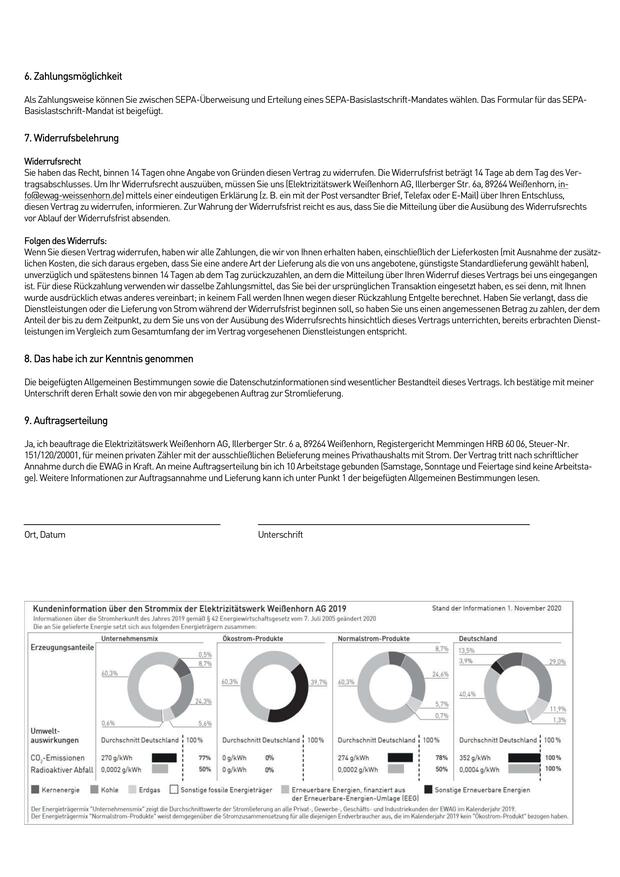 6. Zahlungsmöglichkeit
Als Zahlungsweise können Sie zwischen SEPA-Überweisung und Erteilung eines SEPA-Basislastschrift-Mandates wählen. Das Formular für das SEPA-
Basislastschrift-Mandat ist beigefügt.
7. Widerrufsbelehrung
Widerrufsrecht
Sie haben das Recht, binnen 14 Tagen ohne Angabe von Gründen diesen Vertrag zu widerrufen. Die Widerrufsfrist beträgt 14 Tage ab dem Tag des Ver-
tragsabschlusses. Um Ihr Widerrufsrecht auszuüben, müssen Sie uns (Elektrizitätswerk Weißenhorn AG, Illerberger Str. 6a, 89264 Weißenhorn, in-
fo@ewag-weissenhorn.de) mittels einer eindeutigen Erklärung (z. B. ein mit der Post versandter Brief, Telefax oder E-Mail) über Ihren Entschluss,
diesen Vertrag zu widerrufen, informieren. Zur Wahrung der Widerrufsfrist reicht es aus, dass Sie die Mitteilung über die Ausübung des Widerrufsrechts
vor Ablauf der Widerrufsfrist absenden.
Folgen des Widerrufs:
Wenn Sie diesen Vertrag widerrufen, haben wir alle Zahlungen, die wir von Ihnen erhalten haben, einschließlich der Lieferkosten (mit Ausnahme der zusätz-
lichen Kosten, die sich daraus ergeben, dass Sie eine andere Art der Lieferung als die von uns angebotene, günstigste Standardlieferung gewählt haben),
unverzüglich und spätestens binnen 14 Tagen ab dem Tag zurückzuzahlen, an dem die Mitteilung über Ihren Widerruf dieses Vertrags bei uns eingegangen
ist. Für diese Rückzahlung verwenden wir dasselbe Zahlungsmittel, das Sie bei der ursprünglichen Transaktion eingesetzt haben, es sei denn, mit Ihnen
wurde ausdrücklich etwas anderes vereinbart; in keinem Fall werden Ihnen wegen dieser Rückzahlung Entgelte berechnet. Haben Sie verlangt, dass die
Dienstleistungen oder die Lieferung von Strom während der Widerrufsfrist beginnen soll, so haben Sie uns einen angemessenen Betrag zu zahlen, der dem
Anteil der bis zu dem Zeitpunkt, zu dem Sie uns von der Ausübung des Widerrufsrechts hinsichtlich dieses Vertrags unterrichten, bereits erbrachten Dienst-
leistungen im Vergleich zum Gesamtumfang der im Vertrag vorgesehenen Dienstleistungen entspricht.
8. Das habe ich zur Kenntnis genommen
Die beigefügten Allgemeinen Bestimmungen sowie die Datenschutzinformationen sind wesentlicher Bestandteil dieses Vertrags. Ich bestätige mit meiner
Unterschrift deren Erhalt sowie den von mir abgegebenen Auftrag zur Stromlieferung.
9. Auftragserteilung
Ja, ich beauftrage die Elektrizitätswerk Weißenhorn AG, Illerberger Str. 6 a, 89264 Weißenhorn, Registergericht Memmingen HRB 60 06, Steuer-Nr.
151/120/20001, für meinen privaten Zähler mit der ausschließlichen Belieferung meines Privathaushalts mit Strom. Der Vertrag tritt nach schriftlicher
Annahme durch die EWAG in Kraft. An meine Auftragserteilung bin ich 10 Arbeitstage gebunden (Samstage, Sonntage und Feiertage sind keine Arbeitsta-
ge). Weitere Informationen zur Auftragsannahme und Lieferung kann ich unter Punkt 1 der beigefügten Allgemeinen Bestimmungen lesen.
Ort, Datum Unterschrift
Kundeninformation über den Strommix der Elektrizitätswerk Weißenhorn AG 2019 Stand der Informationen 1. November 2020
Informationen über die Stromherkunft des Jahres 2019 gemäß § 42 Energiewirtschaftsgesetz vom 7. Juli 2005 geändert 2020
Die an Sie gelieferte Energie setzt sich aus folgenden Energieträgern zusammen:
Unternehmensmix Ökostrom-Produkte Normalstrom-Produkte Deutschland
Erzeugungsanteile
0,5% 8,7% 13,5%
8,7% 3,9% 29,0%
60,3% 60,3% 39,7% 60,3% 24,6%
24,3% 5,7% 40,4% 11,9%
0,6% 5,6% 0,7% 1,3%
Umwelt-
auswirkungen Durchschnitt Deutschland 100% Durchschnitt Deutschland 100% Durchschnitt Deutschland 100% Durchschnitt Deutschland 100%
CO2-Emissionen 270 g/kWh 77% 0 g/kWh 0% 274 g/kWh 78% 352 g/kWh 100%
Radioaktiver Abfall 0,0002 g/kWh 50% 0 g/kWh 0% 0,0002 g/kWh 50% 0,0004 g/kWh 100%
Kernenergie Kohle Erdgas Sonstige fossile Energieträger Erneuerbare Energien, finanziert aus Sonstige Erneuerbare Energien
der Erneuerbare-Energien-Umlage (EEG)
Der Energieträgermix "Unternehmensmix" zeigt die Durchschnittswerte der Stromlieferung an alle Privat-, Gewerbe-, Geschäfts- und Industriekunden der EWAG im Kalenderjahr 2019.
Der Energieträgermix "Normalstrom-Produkte" weist demgegenüber die Stromzusammensetzung für alle diejenigen Endverbraucher aus, die im Kalenderjahr 2019 kein "Ökostrom-Produkt" bezogen haben.